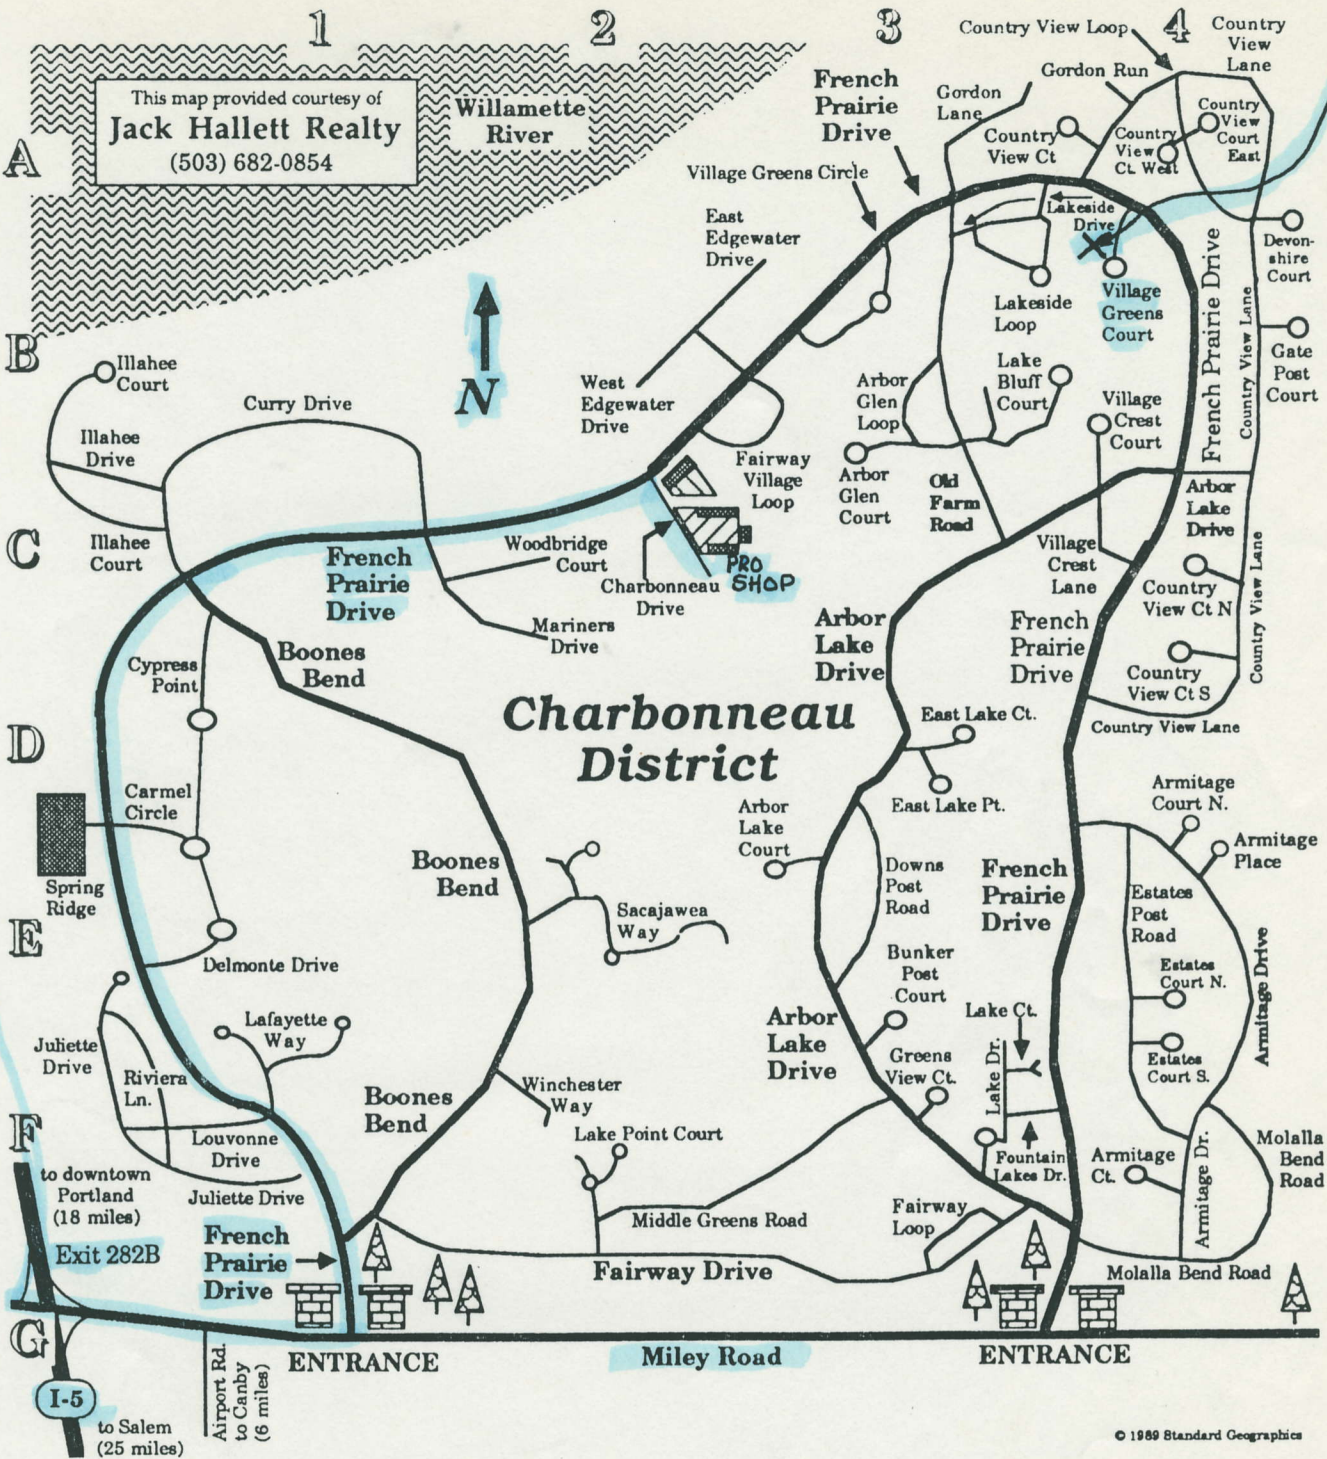 1
2
3
4
A
B
C
D
E
F
G
This map provided courtesy of
Jack Hallett Realty
(503) 682-0854
Willamette
River
Country View Loop
Country
View
Lane
Gordon Run
Gordon
Lane
French
Prairie
Drive
Country
View Ct
Country
View
Ct. West
Country
View
Court
East
Village Greens Circle
East
Edgewater
Drive
Lakeside
Drive
Devon-
shire
Court
Lakeside
Loop
Village
Greens
Court
French Prairie Drive
Country View Lane
Gate
Post
Court
N
Illahee
Court
Curry Drive
Illahee
Drive
West
Edgewater
Drive
Arbor
Glen
Loop
Lake
Bluff
Court
Village
Crest
Court
Fairway
Village
Loop
Arbor
Glen
Court
Old
Farm
Road
Arbor
Lake
Drive
Illahee
Court
French
Prairie
Drive
Woodbridge
Court
Charbonneau
Drive
PRO
SHOP
Village
Crest
Lane
Country
View Ct N
Country View Lane
Mariners
Drive
Boones
Bend
Cypress
Point
Arbor
Lake
Drive
French
Prairie
Drive
Country
View Ct S
Country View Lane
Charbonneau
District
East Lake Ct.
East Lake Pt.
Carmel
Circle
Spring
Ridge
Arbor
Lake
Court
Armitage
Court N.
Armitage
Place
Boones
Bend
Downs
Post
Road
French
Prairie
Drive
Estates
Post
Road
Sacajawea
Way
Delmonte Drive
Bunker
Post
Court
Estates
Court N.
Armitage Drive
Lafayette
Way
Juliette
Drive
Riviera
Ln.
Arbor
Lake
Drive
Lake Ct.
Lake Dr.
Greens
View Ct.
Estates
Court S.
Winchester
Way
Boones
Bend
Lake Point Court
Louvonne
Drive
Juliette Drive
Fountain
Lakes Dr.
Armitage
Ct.
Armitage Dr.
Molalla
Bend
Road
to downtown
Portland
(18 miles)
Exit 282B
French
Prairie
Drive
Middle Greens Road
Fairway
Loop
Fairway Drive
Molalla Bend Road
ENTRANCE
Miley Road
ENTRANCE
I-5
to Salem
(25 miles)
Airport Rd.
to Canby
(6 miles)
© 1989 Standard Geographics